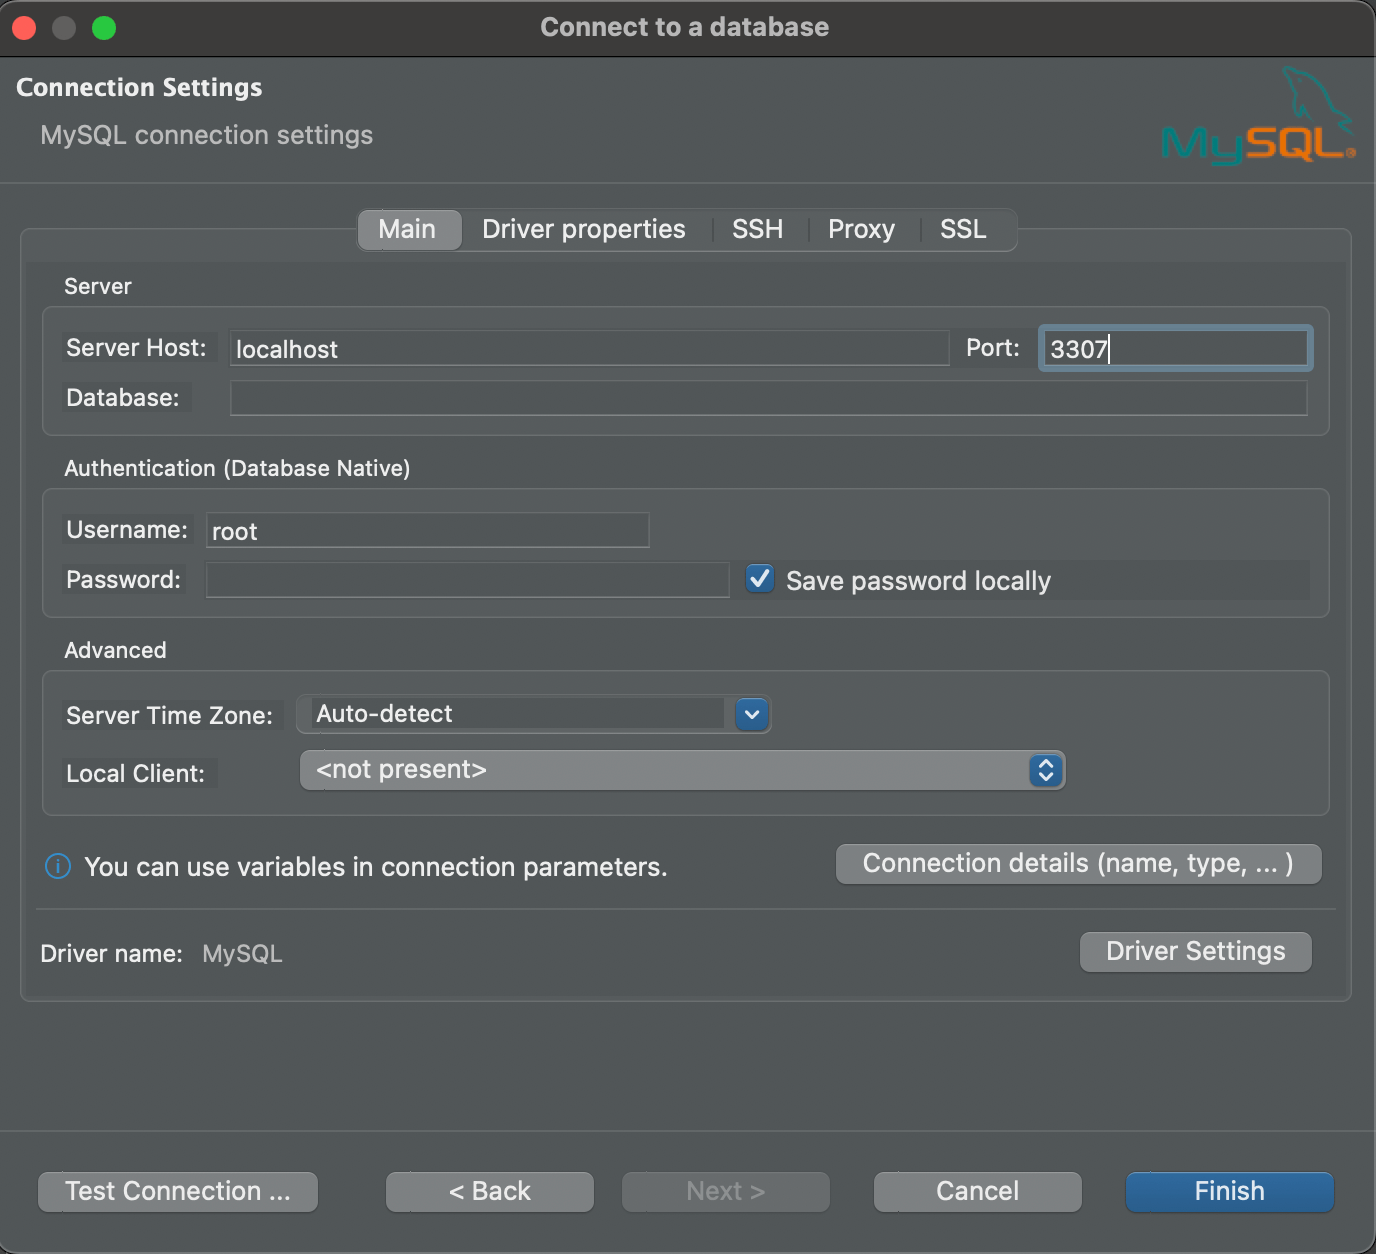 Connect to a database
Connection Settings
MySQL connection settings
MySQL®
Main Driver properties SSH Proxy SSL
Server
Server Host: localhost Port: 3307
Database:
Authentication (Database Native)
Username: root
Password: Save password locally
Advanced
Server Time Zone: Auto-detect
Local Client: <not present>
You can use variables in connection parameters. Connection details (name, type, ... )
Driver name: MySQL Driver Settings
Test Connection ... < Back Next > Cancel Finish